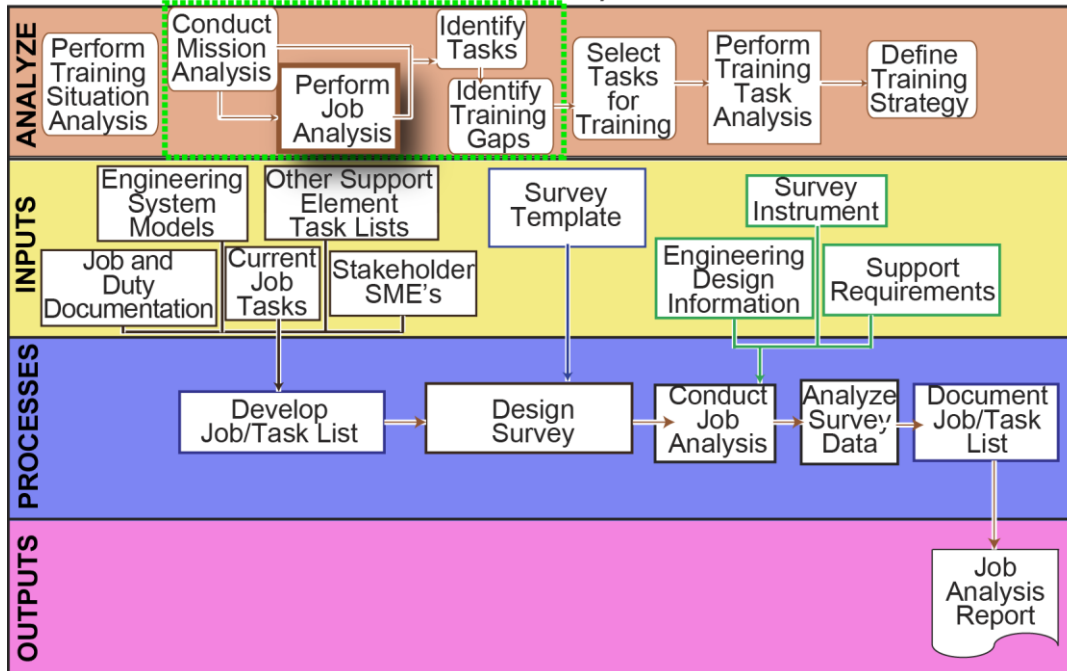 ANALYZE
Perform
Training
Situation
Analysis
Conduct
Mission
Analysis
Perform
Job
Analysis
Identify
Tasks
Identify
Training
Gaps
Select
Tasks
for
Training
Perform
Training
Task
Analysis
Define
Training
Strategy
INPUTS
Engineering
System
Models
Other Support
Element
Task Lists
Job and
Duty
Documentation
Current
Job
Tasks
Stakeholder
SME's
Survey
Template
Survey
Instrument
Engineering
Design
Information
Support
Requirements
PROCESSES
Develop
Job/Task List
Design
Survey
Conduct
Job
Analysis
Analyze
Survey
Data
Document
Job/Task
List
OUTPUTS
Job
Analysis
Report